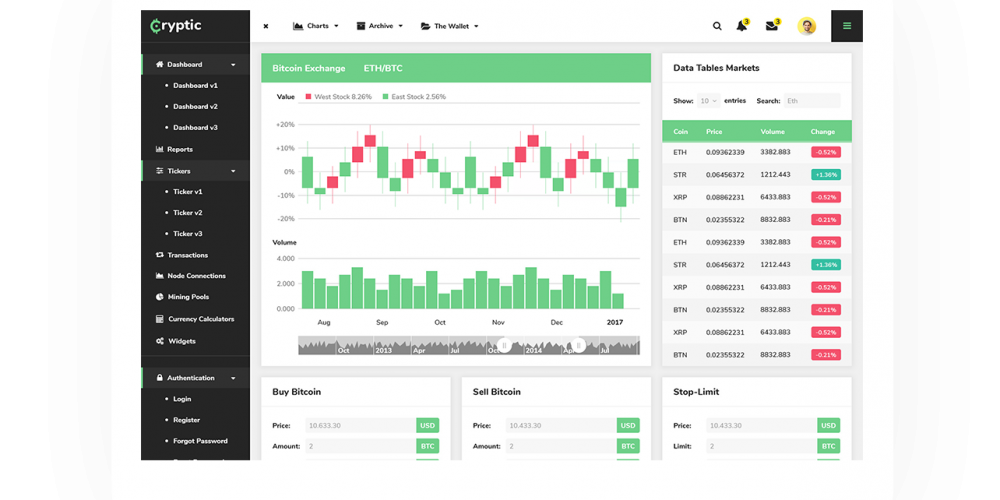 Cryptic
Charts Archive The Wallet
3 3
Dashboard
Dashboard v1
Dashboard v2
Dashboard v3
Reports
Tickers
Ticker v1
Ticker v2
Ticker v3
Transactions
Node Connections
Mining Pools
Currency Calculators
Widgets
Authentication
Login
Register
Forgot Password
Bitcoin Exchange ETH/BTC
Value West Stock 8.26% East Stock 2.56%
+20%
+10%
0%
-10%
-20%
Volume
4.000
2.000
0.000
Aug Sep Oct Nov Dec 2017
Oct 2013 Apr Jul Oct 2014 Apr Jul
Data Tables Markets
Show: 10 entries Search: Eth
Coin Price Volume Change
ETH 0.09362339 3382.883 -0.52%
STR 0.06456372 1212.443 +1.36%
XRP 0.08862231 6433.883 -0.52%
BTN 0.02355322 8832.883 -0.21%
ETH 0.09362339 3382.883 -0.52%
STR 0.06456372 1212.443 +1.36%
XRP 0.08862231 6433.883 -0.52%
BTN 0.02355322 8832.883 -0.21%
XRP 0.08862231 6433.883 -0.52%
BTN 0.02355322 8832.883 -0.21%
Buy Bitcoin
Price: 10.633.30 USD
Amount: 2 BTC
Sell Bitcoin
Price: 10.433.30 USD
Amount: 2 BTC
Stop-Limit
Price: 10.433.30 USD
Limit: 2 BTC